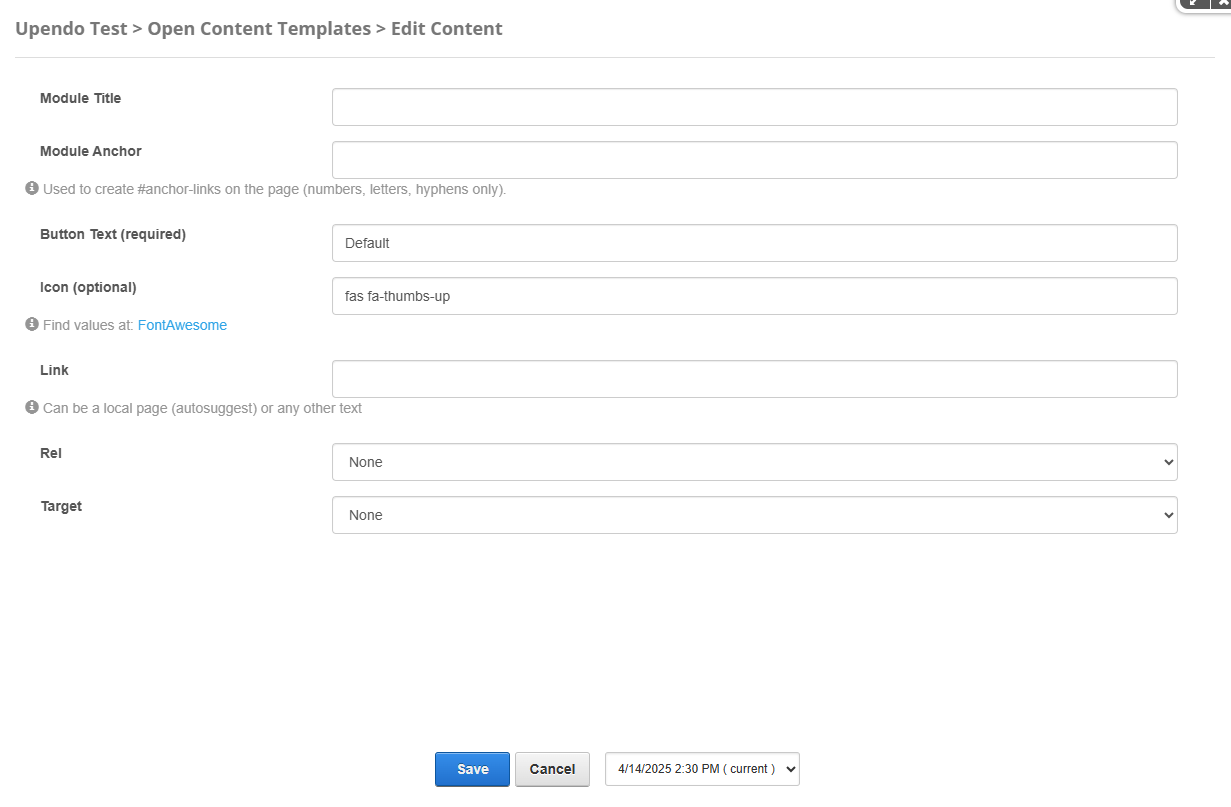 Upendo Test > Open Content Templates > Edit Content
Module Title
Module Anchor
Used to create #anchor-links on the page (numbers, letters, hyphens only).
Button Text (required)
Default
Icon (optional)
fas fa-thumbs-up
Find values at: FontAwesome
Link
Can be a local page (autosuggest) or any other text
Rel
None
Target
None
Save
Cancel
4/14/2025 2:30 PM ( current )